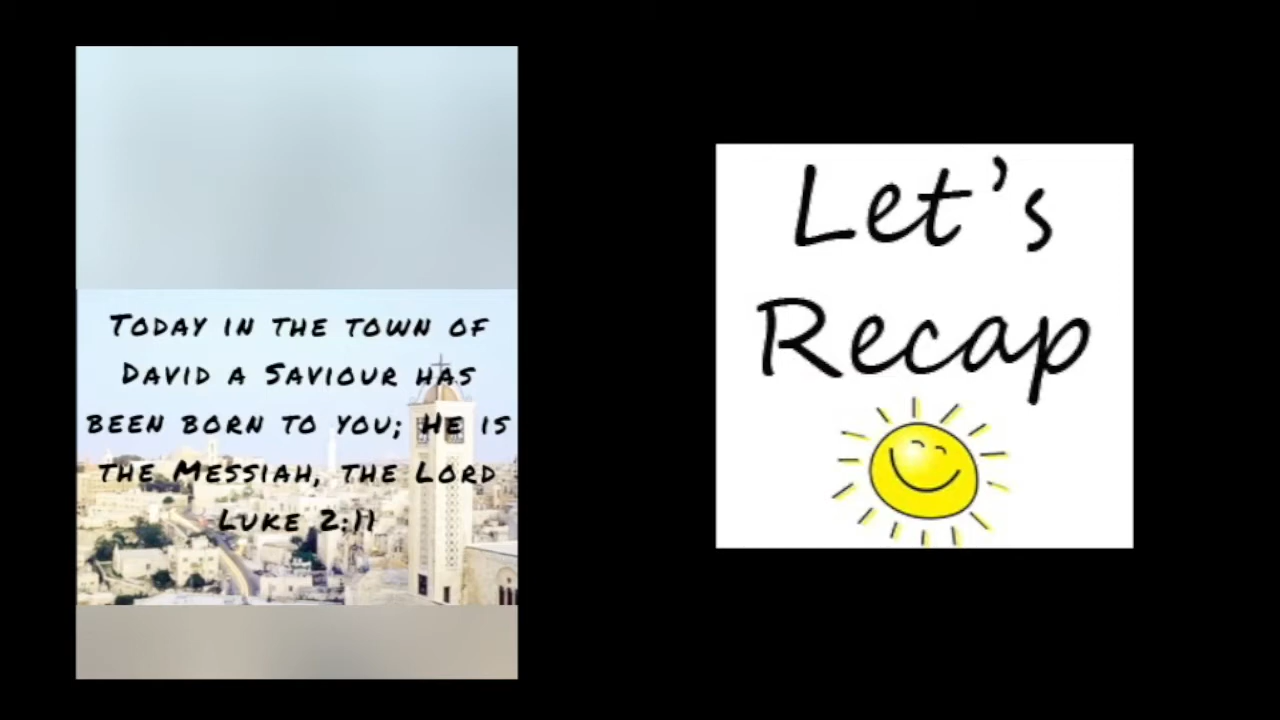 Today in the town of
David a Saviour has
been born to you; He is
the Messiah, the Lord
Luke 2:11
Let's
Recap